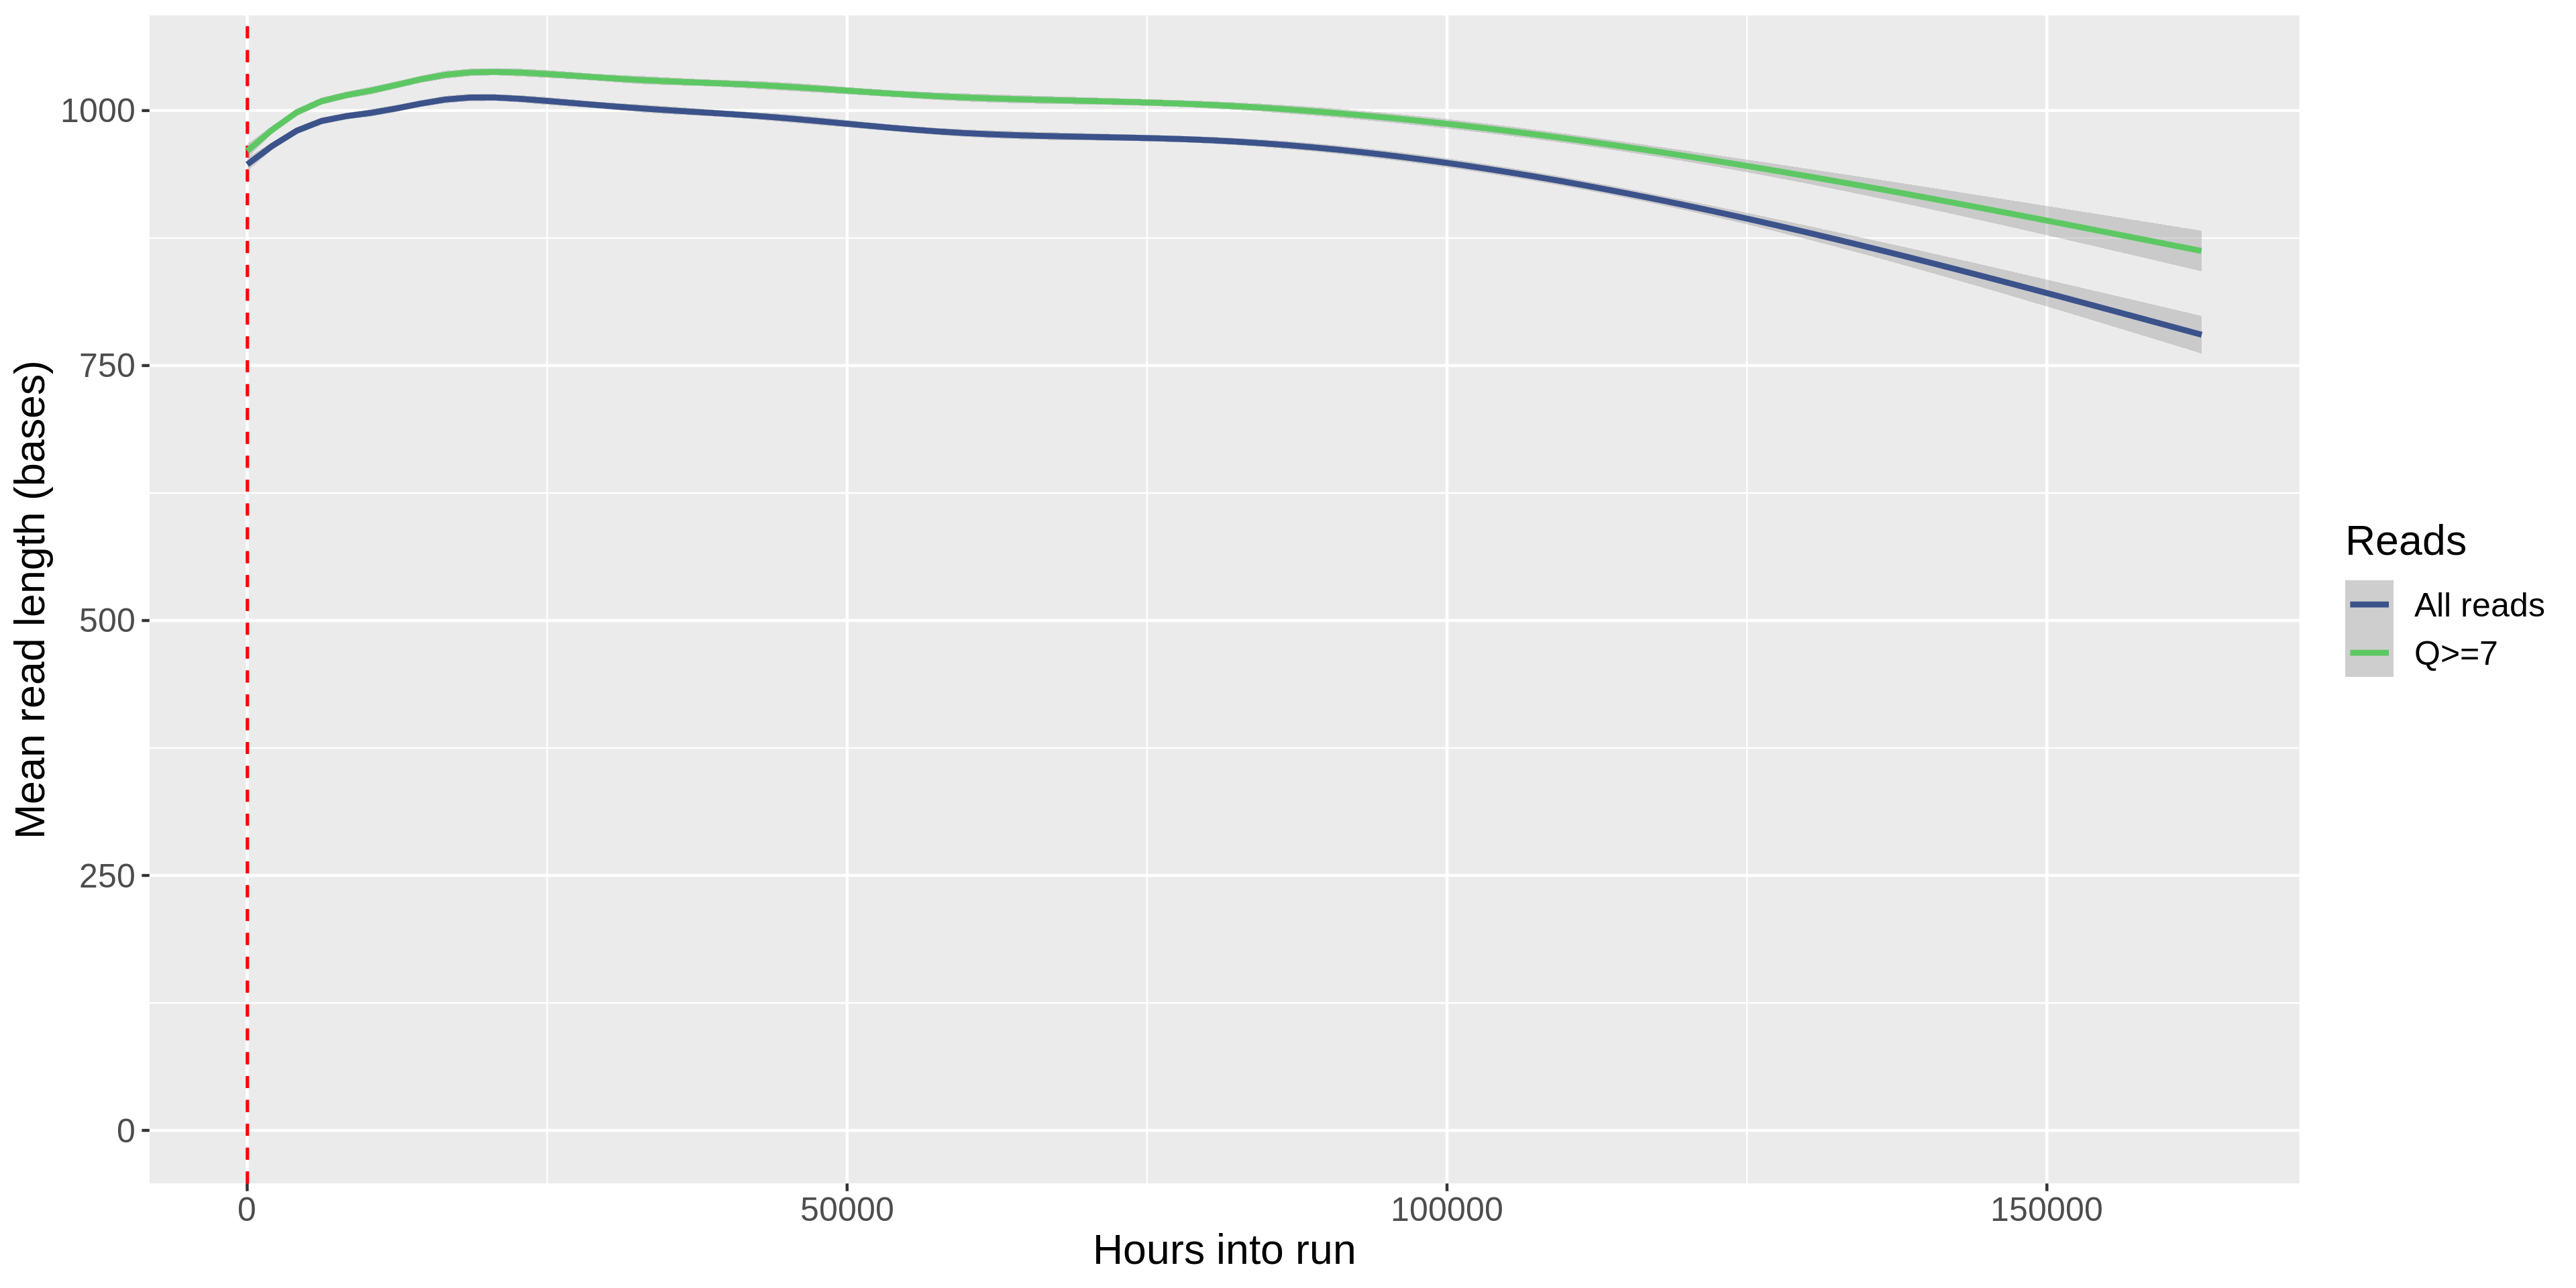 Mean read length (bases)
1000
750
500
250
0
0
50000
100000
150000
Hours into run
Reads
All reads
Q>=7